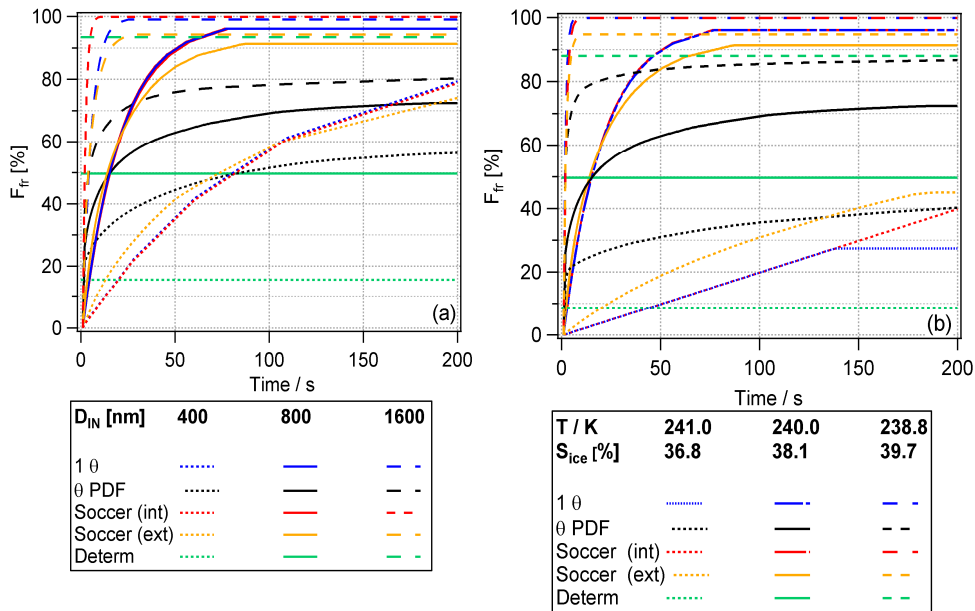 100
80
60
40
20
0
F_fr [%]
0 50 100 150 200
Time / s
(a)
D_IN [nm] 400 800 1600
1 θ
θ PDF
Soccer (int)
Soccer (ext)
Determ
100
80
60
40
20
0
F_fr [%]
0 50 100 150 200
Time / s
(b)
T / K 241.0 240.0 238.8
S_ice [%] 36.8 38.1 39.7
1 θ
θ PDF
Soccer (int)
Soccer (ext)
Determ